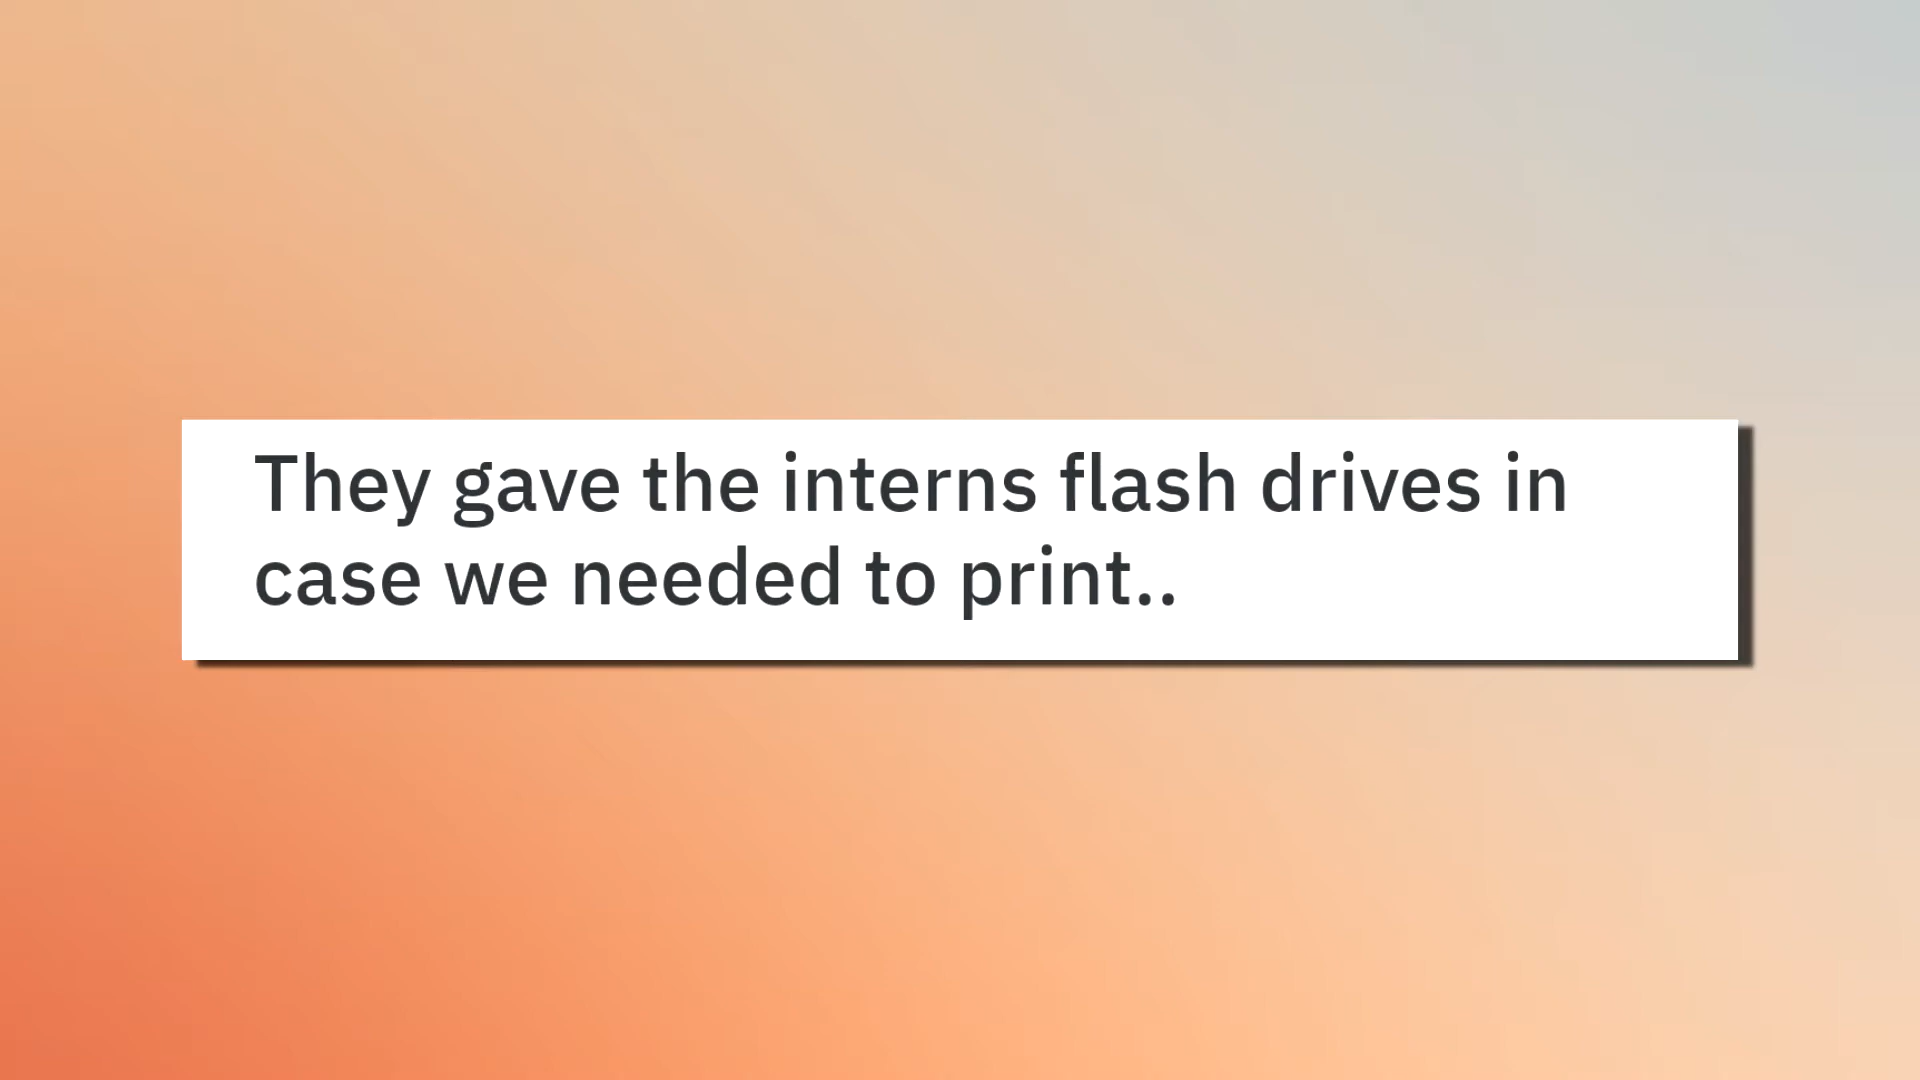 They gave the interns flash drives in
case we needed to print..